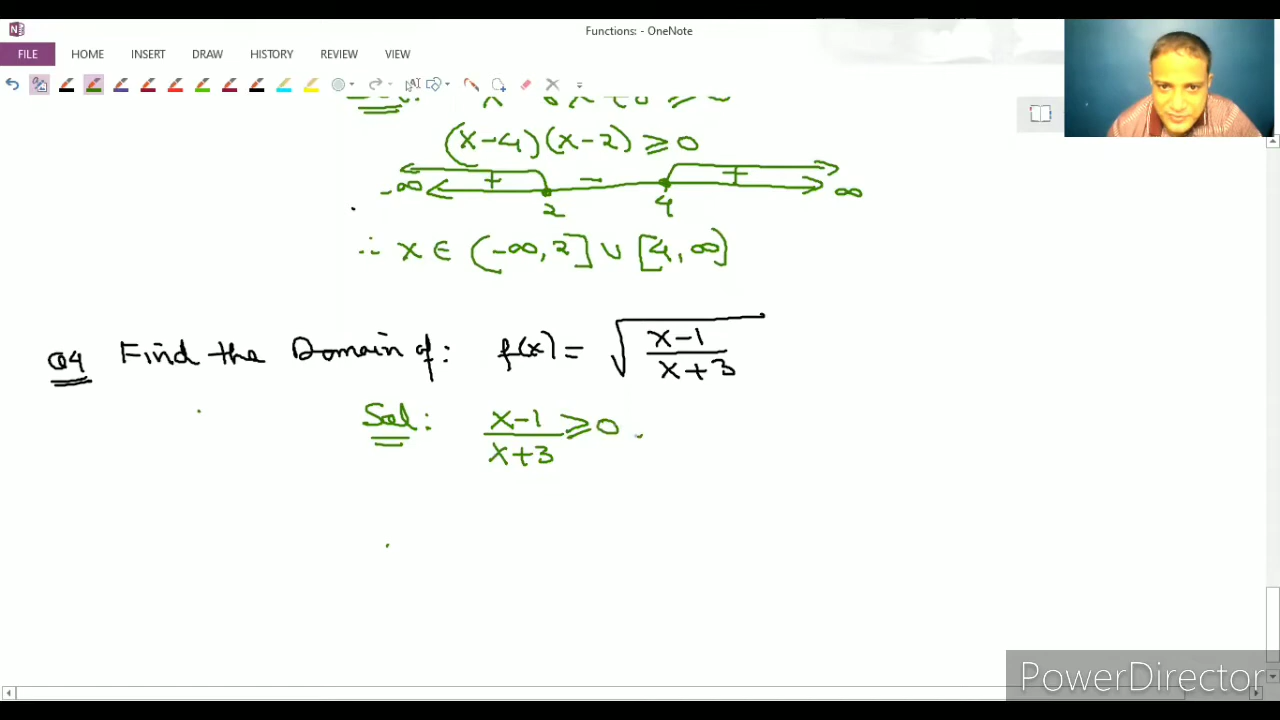 Functions: - OneNote
FILE HOME INSERT DRAW HISTORY REVIEW VIEW
(x-4)(x-2) ≥ 0
-∞ + 2 - 4 + ∞
∴ x ∈ (-∞, 2] ∪ [4, ∞]
Q4 Find the Domain of: f(x) = √((x-1)/(x+3))
Sol: (x-1)/(x+3) ≥ 0
PowerDirector